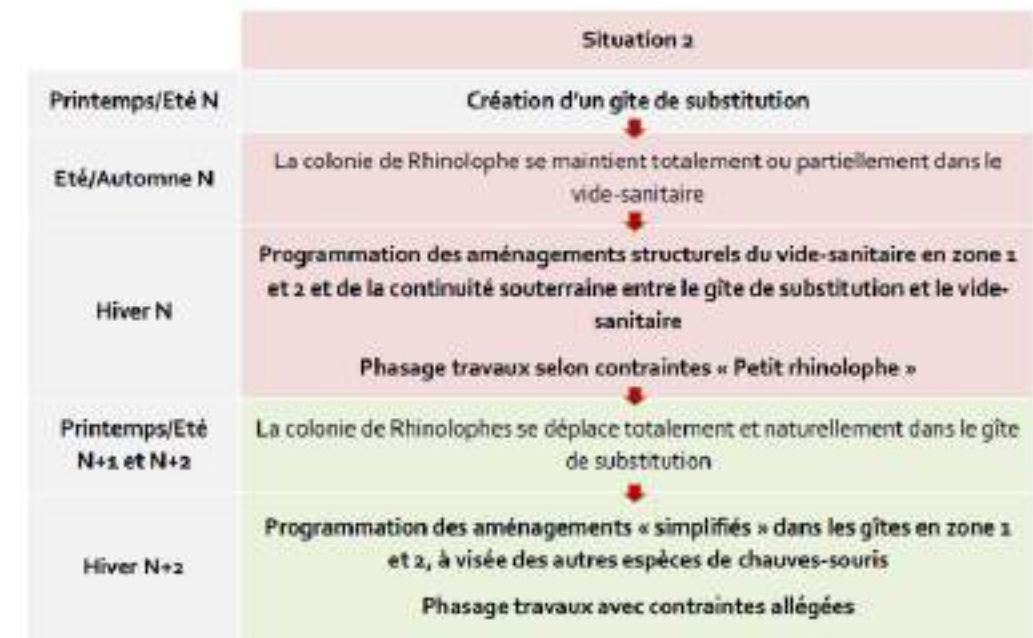 Situation 2
Printemps/Eté N
Création d'un gîte de substitution
Eté/Automne N
La colonie de Rhinolophe se maintient totalement ou partiellement dans le
vide-sanitaire
Hiver N
Programmation des aménagements structurels du vide-sanitaire en zone 1
et 2 et de la continuité souterraine entre le gîte de substitution et le vide-
sanitaire
Phasage travaux selon contraintes « Petit rhinolophe »
Printemps/Eté
N+1 et N+2
La colonie de Rhinolophes se déplace totalement et naturellement dans le gîte
de substitution
Hiver N+2
Programmation des aménagements « simplifiés » dans les gîtes en zone 1
et 2, à visée des autres espèces de chauves-souris
Phasage travaux avec contraintes allégées